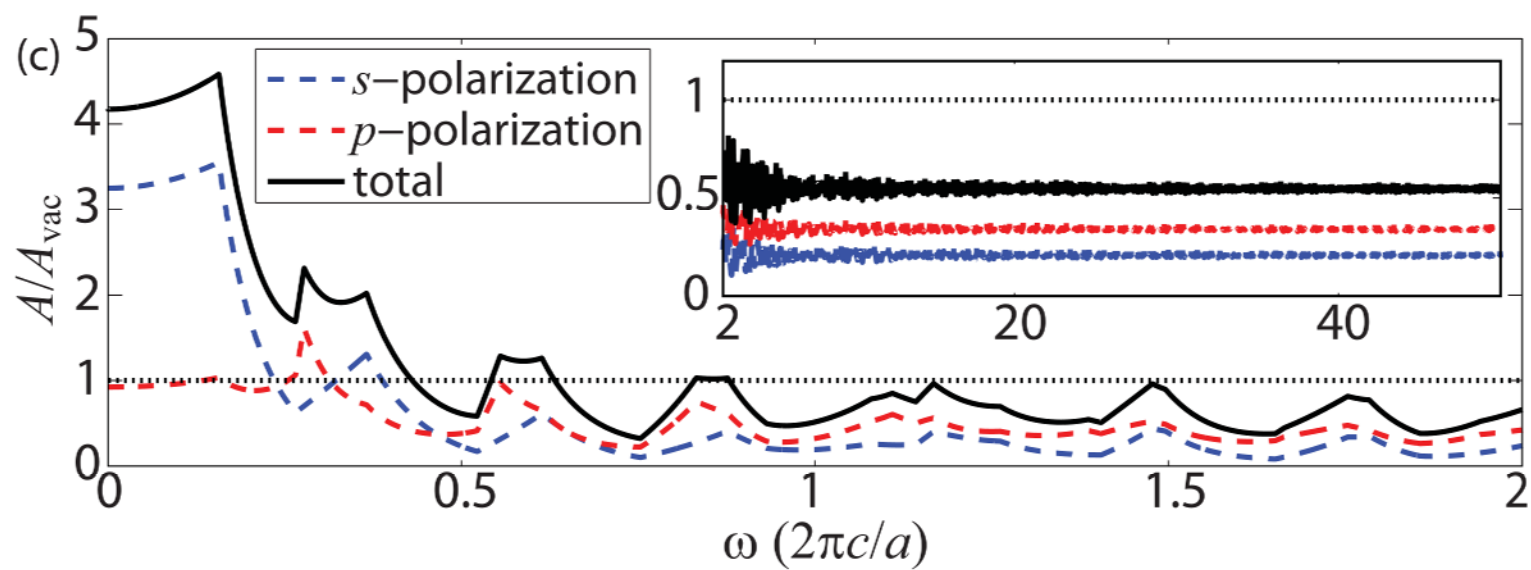 (c)
5
4
3
2
1
0
A/A_vac
s–polarization
p–polarization
total
1
0.5
0
2 20 40
0 0.5 1 1.5 2
ω (2πc/a)